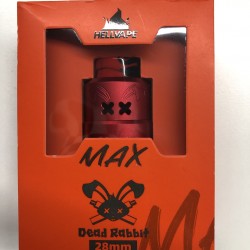 HELLVAPE
MAX
Dead Rabbit
28mm